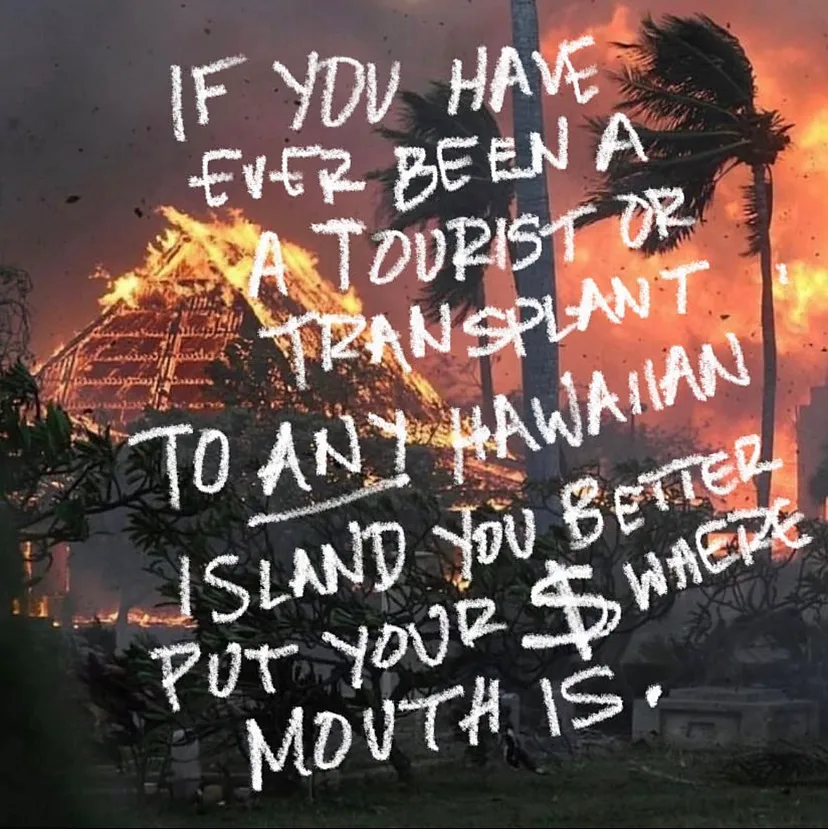 IF YOU HAVE
EVER BEEN A
A TOURIST OR
TRANSPLANT
TO ANY HAWAIIAN
ISLAND YOU BETTER
PUT YOUR $ WHERE
MOUTH IS.